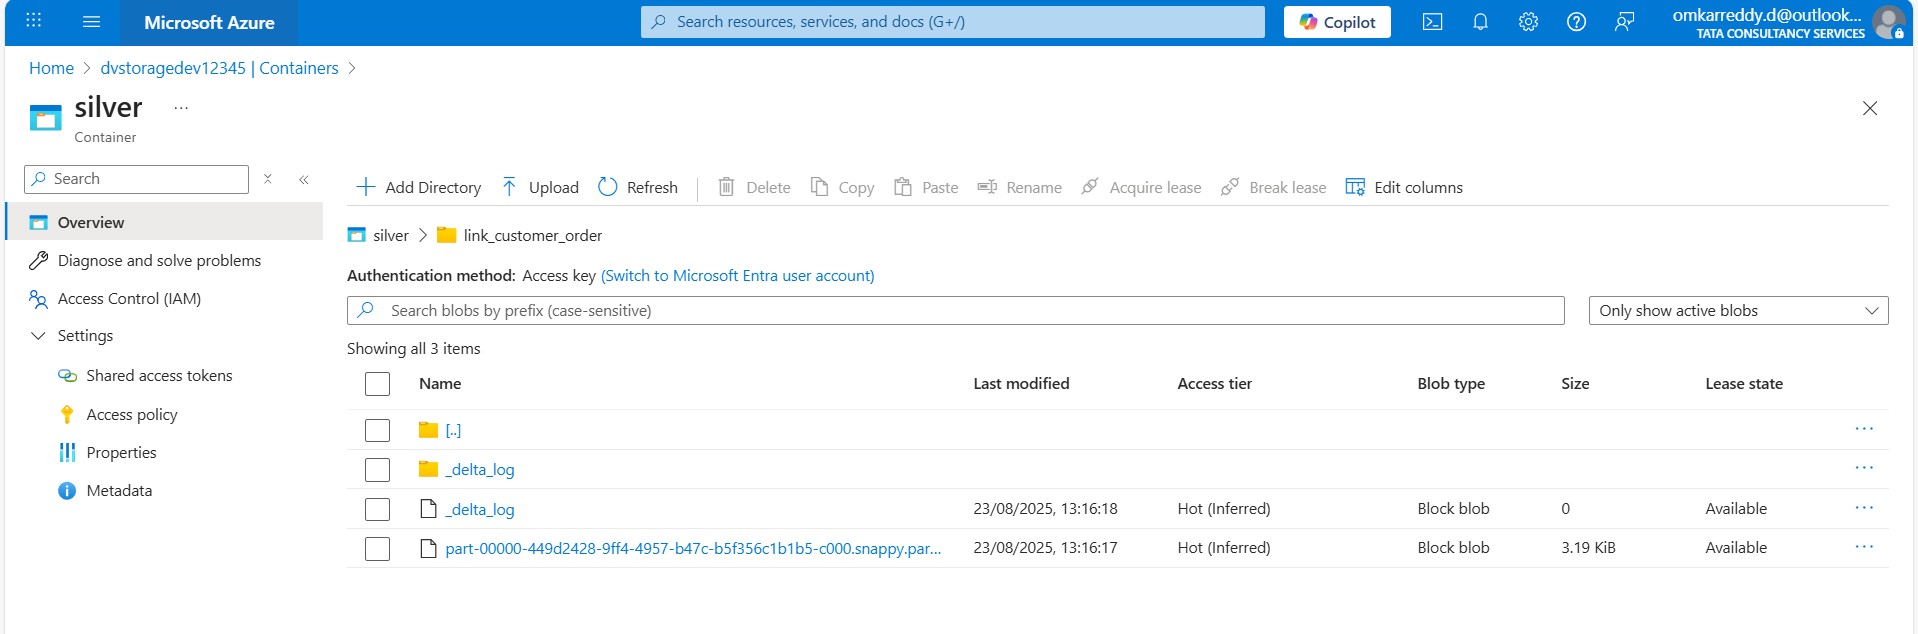 Microsoft Azure
Search resources, services, and docs (G+/)
Copilot
omkarreddy.d@outlook...
TATA CONSULTANCY SERVICES
Home > dvstoragedev12345 | Containers >
silver ...
Container
Search
Overview
Diagnose and solve problems
Access Control (IAM)
Settings
Shared access tokens
Access policy
Properties
Metadata
Add Directory Upload Refresh Delete Copy Paste Rename Acquire lease Break lease Edit columns
silver > link_customer_order
Authentication method: Access key (Switch to Microsoft Entra user account)
Search blobs by prefix (case-sensitive)
Only show active blobs
Showing all 3 items
Name Last modified Access tier Blob type Size Lease state
[..] ...
_delta_log ...
_delta_log 23/08/2025, 13:16:18 Hot (Inferred) Block blob 0 Available ...
part-00000-449d2428-9ff4-4957-b47c-b5f356c1b1b5-c000.snappy.par... 23/08/2025, 13:16:17 Hot (Inferred) Block blob 3.19 KiB Available ...